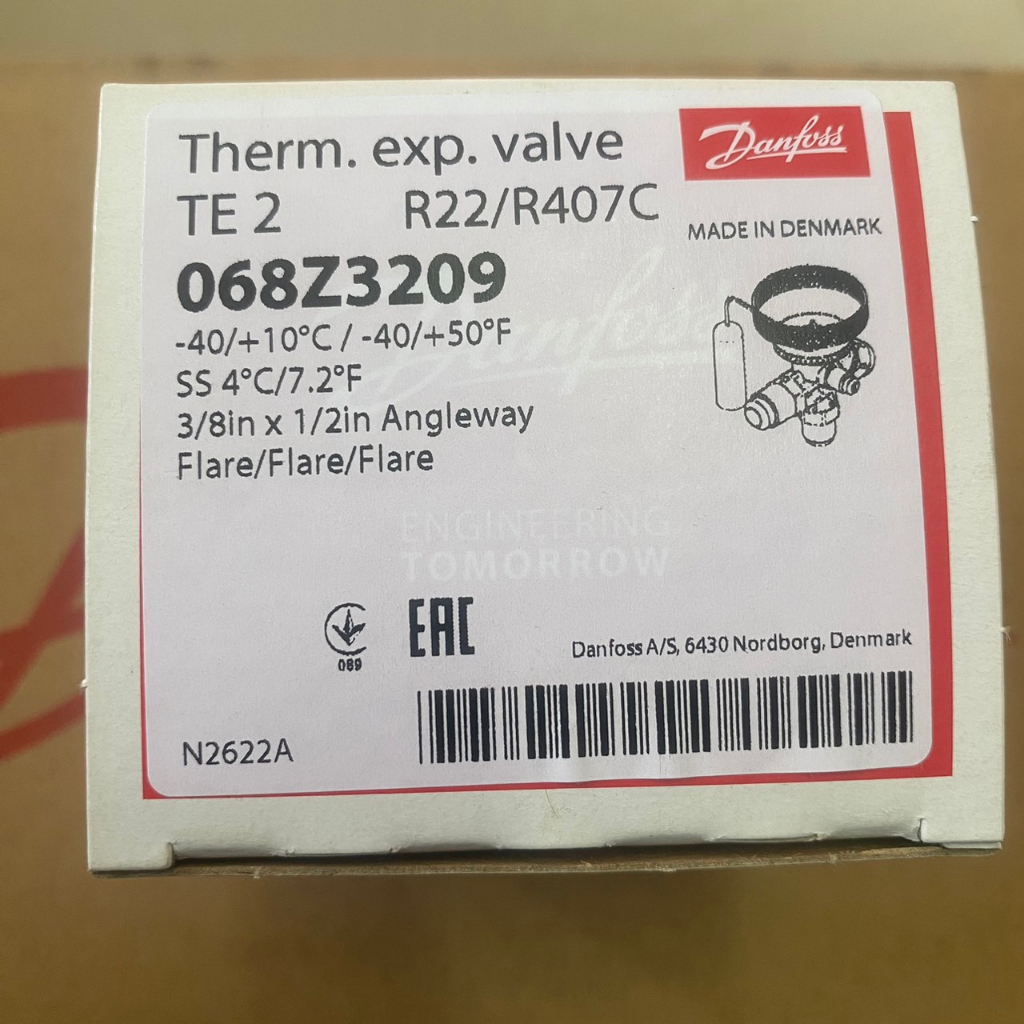 Therm. exp. valve
Danfoss
TE 2 R22/R407C
MADE IN DENMARK
068Z3209
-40/+10°C / -40/+50°F
SS 4°C/7.2°F
3/8in x 1/2in Angleway
Flare/Flare/Flare
Danfoss
ENGINEERING
TOMORROW
089
EAC
Danfoss A/S, 6430 Nordborg, Denmark
N2622A